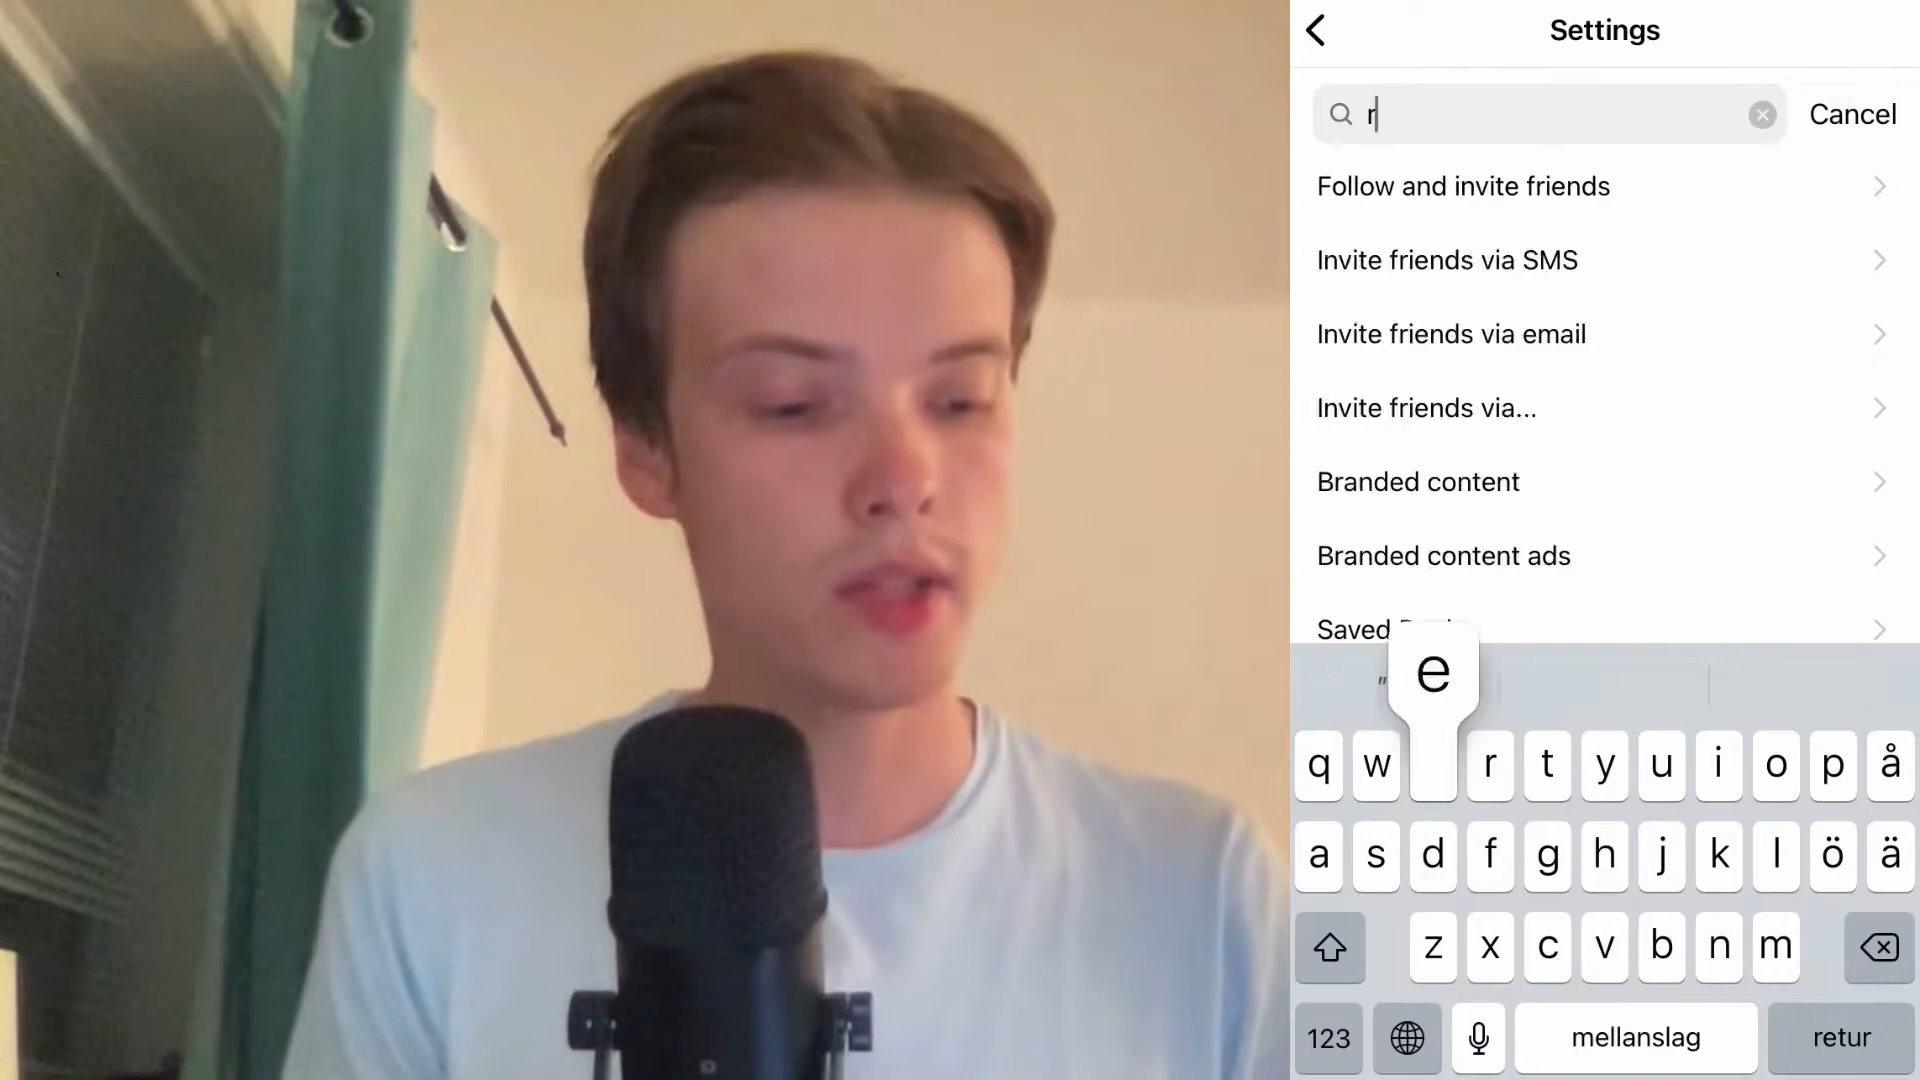 Settings
r
Cancel
Follow and invite friends
Invite friends via SMS
Invite friends via email
Invite friends via...
Branded content
Branded content ads
Saved
"
e
q w r t y u i o p å
a s d f g h j k l ö ä
z x c v b n m
123 mellanslag retur